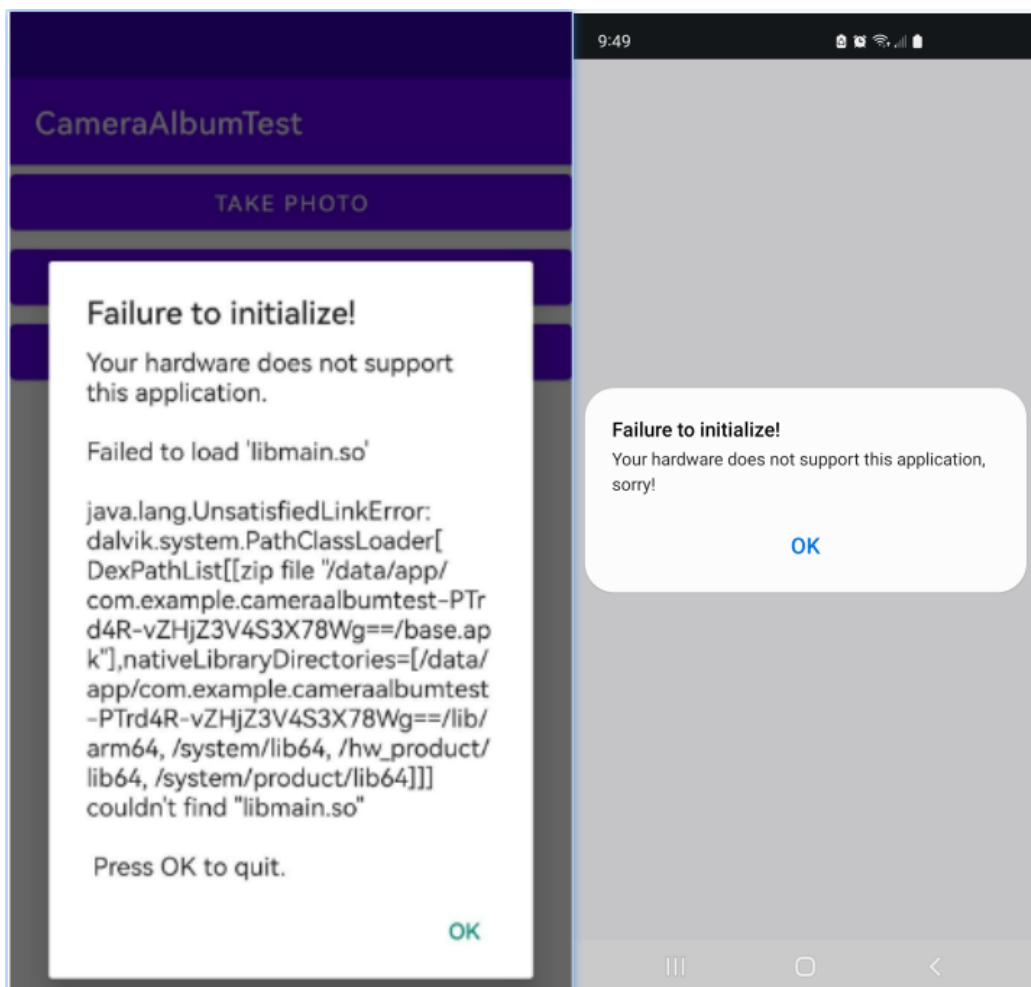 CameraAlbumTest
TAKE PHOTO
Failure to initialize!
Your hardware does not support
this application.
Failed to load 'libmain.so'
java.lang.UnsatisfiedLinkError:
dalvik.system.PathClassLoader[
DexPathList[[zip file "/data/app/
com.example.cameraalbumtest-PTr
d4R-vZHjZ3V4S3X78Wg==/base.ap
k"],nativeLibraryDirectories=[/data/
app/com.example.cameraalbumtest
-PTrd4R-vZHjZ3V4S3X78Wg==/lib/
arm64, /system/lib64, /hw_product/
lib64, /system/product/lib64]]]
couldn't find "libmain.so"
Press OK to quit.
OK
9:49
Failure to initialize!
Your hardware does not support this application,
sorry!
OK